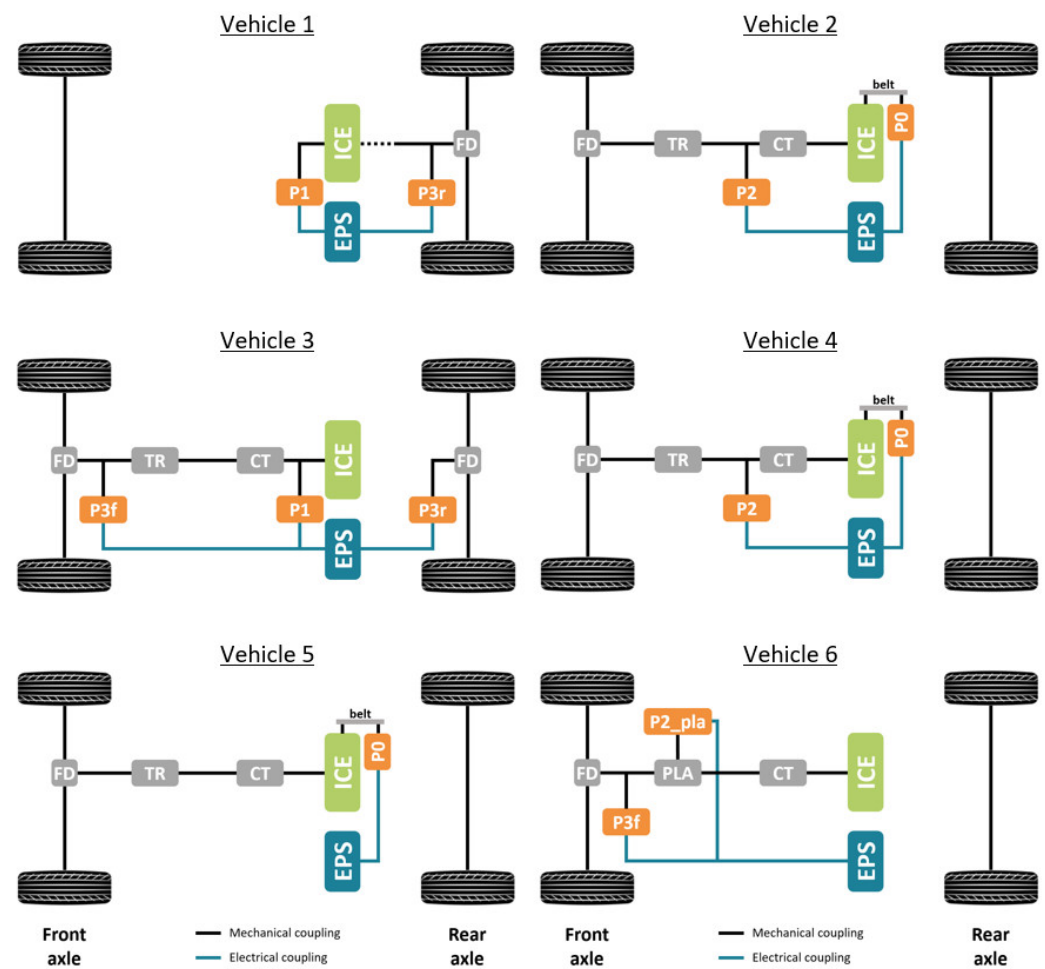 Vehicle 1
ICE
FD
P1
P3r
EPS
Vehicle 2
belt
FD
TR
CT
ICE
P0
P2
EPS
Vehicle 3
FD
TR
CT
ICE
FD
P3f
P1
P3r
EPS
Vehicle 4
belt
FD
TR
CT
ICE
P0
P2
EPS
Vehicle 5
belt
FD
TR
CT
ICE
P0
EPS
Vehicle 6
P2_pla
FD
PLA
CT
ICE
P3f
EPS
Front
axle
Mechanical coupling
Electrical coupling
Rear
axle
Front
axle
Mechanical coupling
Electrical coupling
Rear
axle